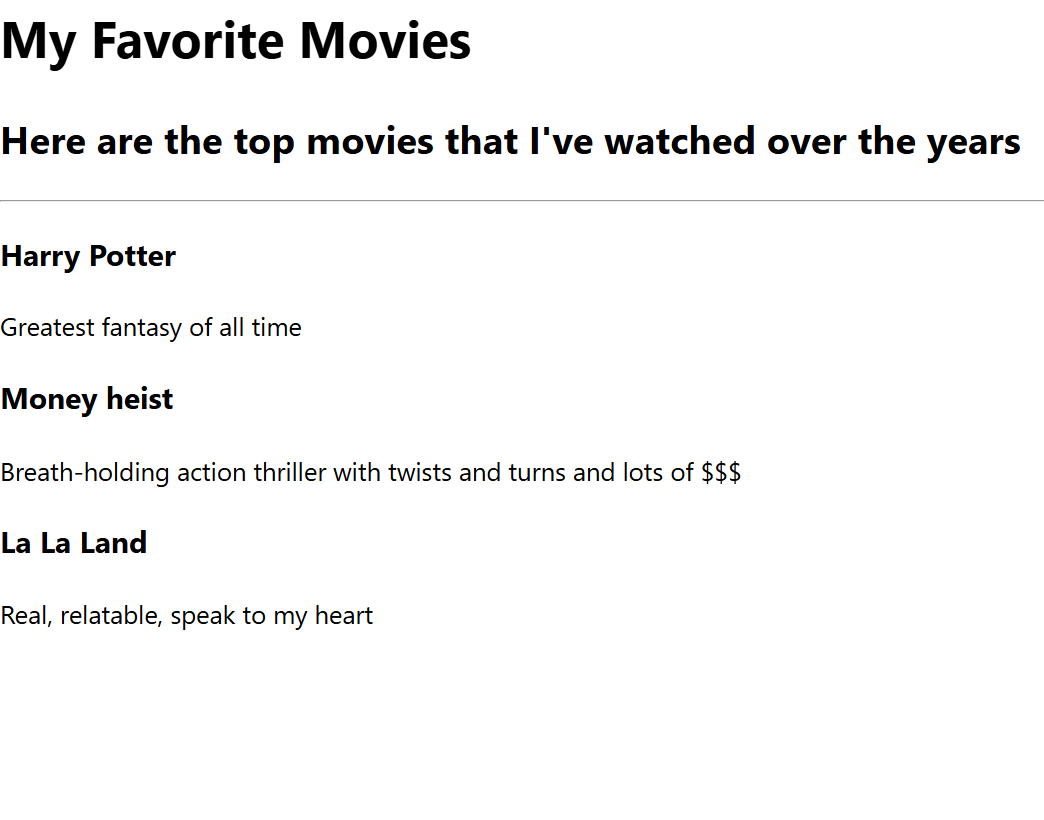 My Favorite Movies
Here are the top movies that I've watched over the years
Harry Potter
Greatest fantasy of all time
Money heist
Breath-holding action thriller with twists and turns and lots of $$$
La La Land
Real, relatable, speak to my heart